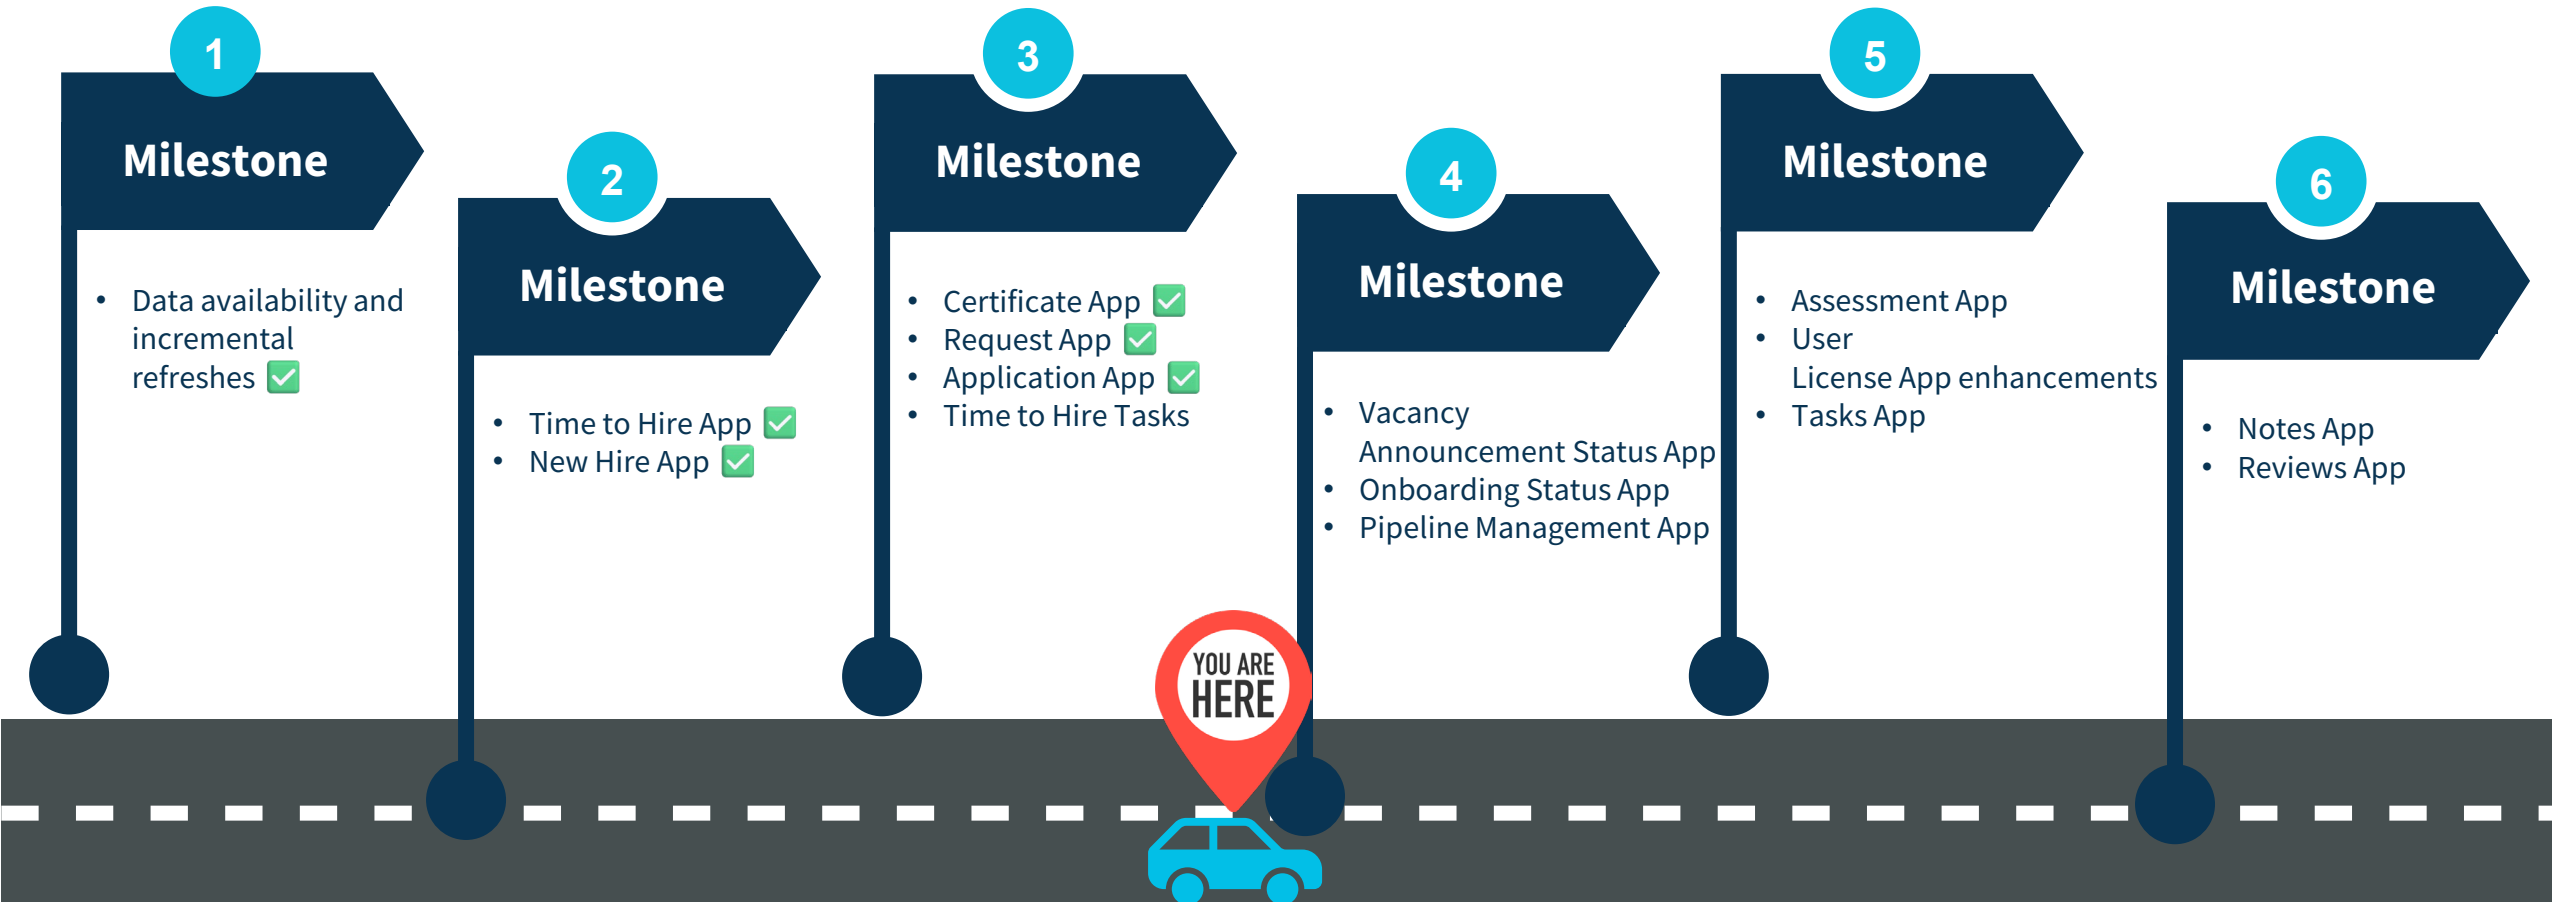 1
Milestone
• Data availability and
incremental
refreshes ✅
2
Milestone
• Time to Hire App ✅
• New Hire App ✅
3
Milestone
• Certificate App ✅
• Request App ✅
• Application App ✅
• Time to Hire Tasks
4
Milestone
• Vacancy
Announcement Status App
• Onboarding Status App
• Pipeline Management App
5
Milestone
• Assessment App
• User
License App enhancements
• Tasks App
6
Milestone
• Notes App
• Reviews App
YOU ARE
HERE